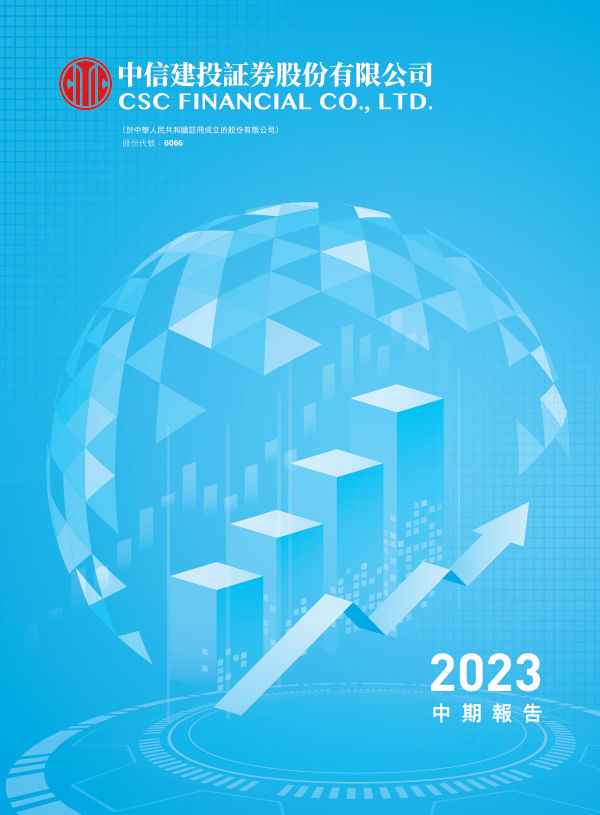 中信建投証券股份有限公司
CSC FINANCIAL CO., LTD.
（於中華人民共和國註冊成立的股份有限公司）
股份代號：6066
2023
中期報告